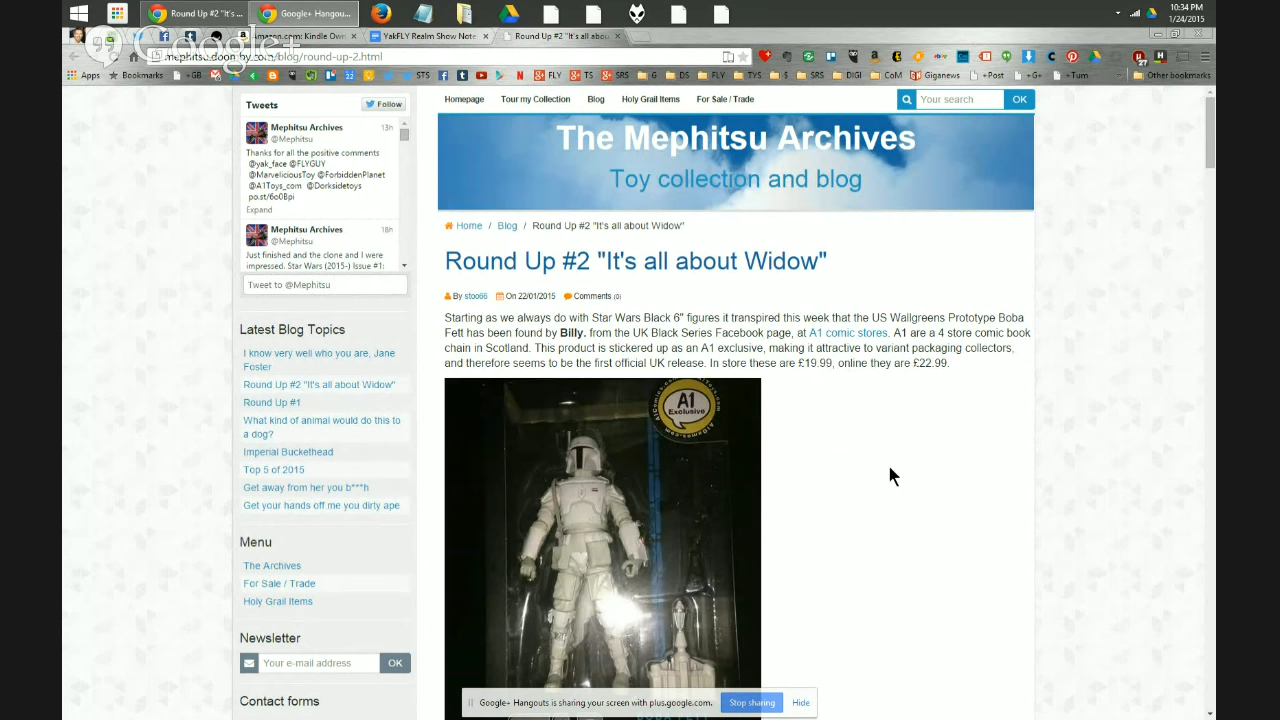 Round Up #2 "It's ...
Google+ Hangou...
10:34 PM
1/24/2015
Google+
Amazon.com: Kindle Own
YakFLY Realm Show Note
Round Up #2 "It's all abou
mephitsu.doomby.com/blog/round-up-2.html
Apps
Bookmarks
+GB
STS
FLY
TS
SRS
G
DS
FLY
TYS
$
SRS
DIGI
CoM
Giganews
+Post
+G+
+Tum
Other bookmarks
Tweets
Follow
Mephitsu Archives
13h
@Mephitsu
Thanks for all the positive comments
@yak_face @FLYGUY
@MarveliciousToy @ForbiddenPlanet
@A1Toys_com @Dorksidetoys
po.st/6o0Bpi
Expand
Mephitsu Archives
18h
@Mephitsu
Just finished and the clone and I were
impressed. Star Wars (2015-) Issue #1:
Tweet to @Mephitsu
Latest Blog Topics
I know very well who you are, Jane
Foster
Round Up #2 "It's all about Widow"
Round Up #1
What kind of animal would do this to
a dog?
Imperial Buckethead
Top 5 of 2015
Get away from her you b***h
Get your hands off me you dirty ape
Menu
The Archives
For Sale / Trade
Holy Grail Items
Newsletter
Your e-mail address
OK
Contact forms
Homepage
Tour my Collection
Blog
Holy Grail Items
For Sale / Trade
Your search
OK
The Mephitsu Archives
Toy collection and blog
Home / Blog / Round Up #2 "It's all about Widow"
Round Up #2 "It's all about Widow"
By stoo66 On 22/01/2015 Comments (0)
Starting as we always do with Star Wars Black 6" figures it transpired this week that the US Wallgreens Prototype Boba
Fett has been found by Billy, from the UK Black Series Facebook page, at A1 comic stores. A1 are a 4 store comic book
chain in Scotland. This product is stickered up as an A1 exclusive, making it attractive to variant packaging collectors,
and therefore seems to be the first official UK release. In store these are £19.99, online they are £22.99.
A1
Exclusive
Google+ Hangouts is sharing your screen with plus.google.com.
Stop sharing
Hide